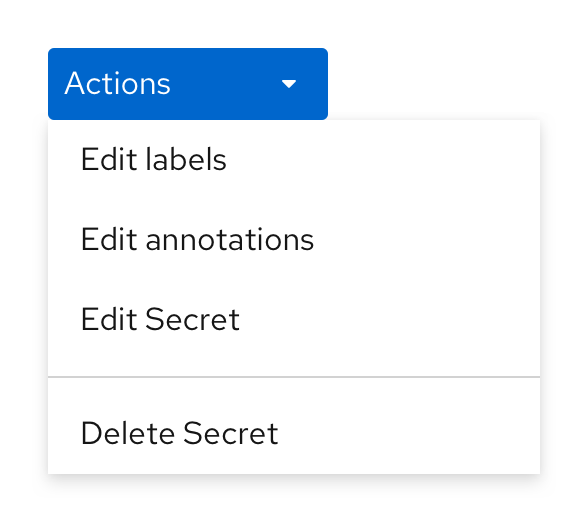 Actions
Edit labels
Edit annotations
Edit Secret
Delete Secret